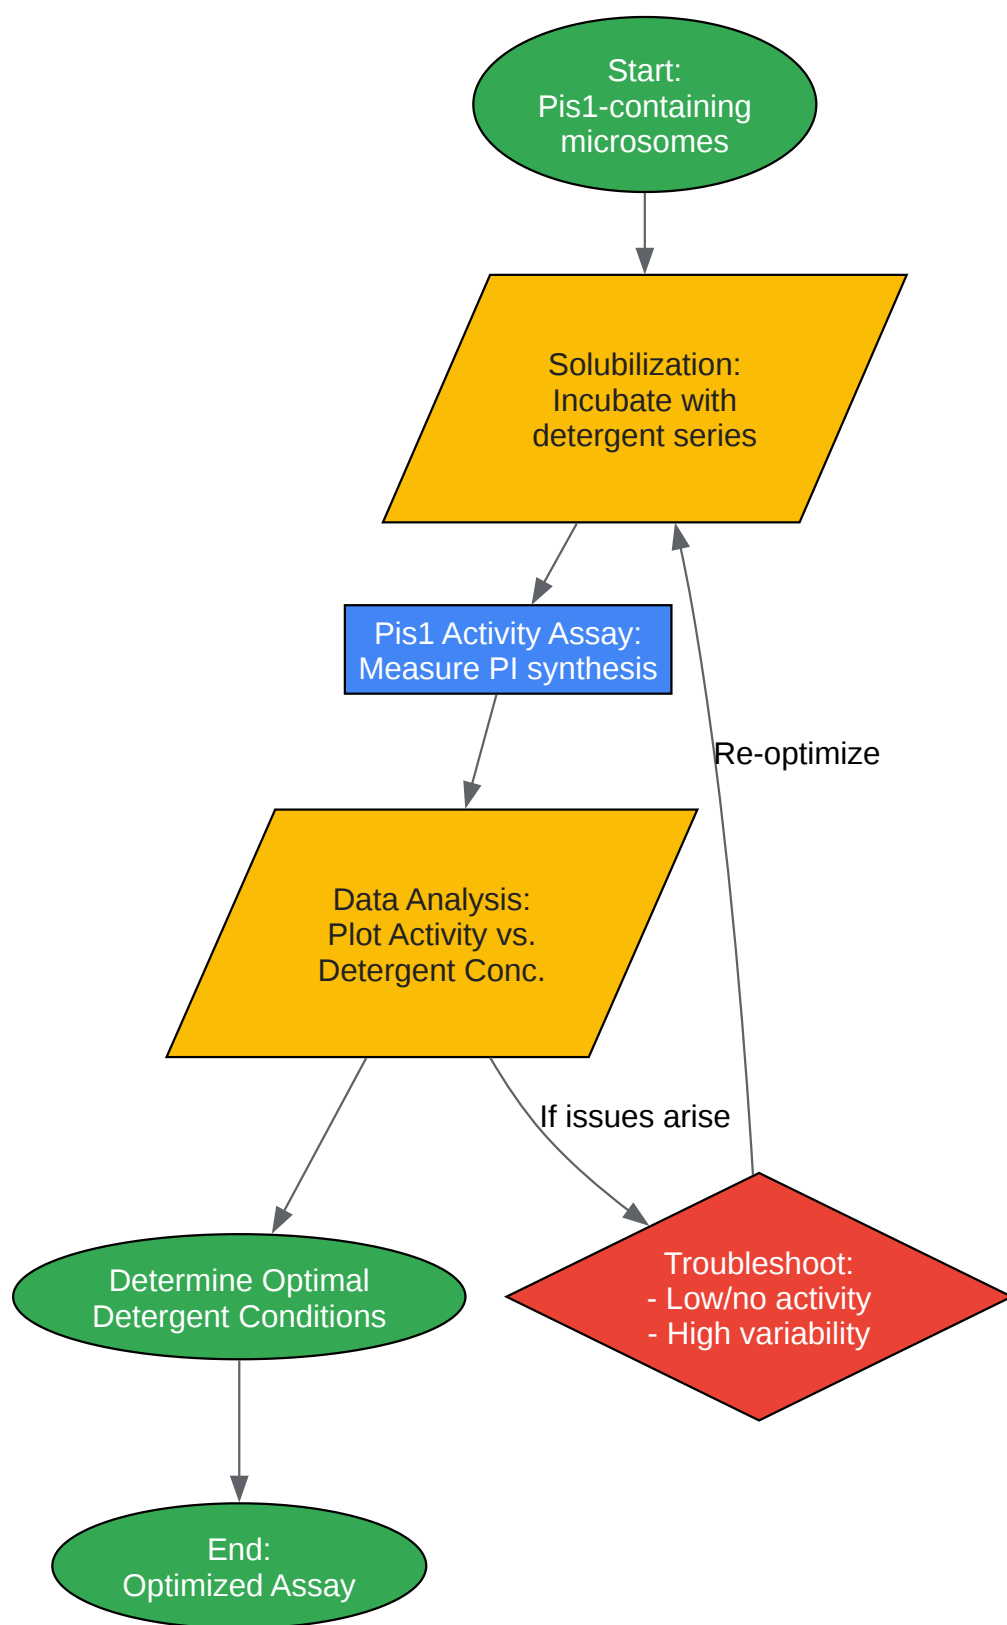 Start:
Pis1-containing
microsomes
Solubilization:
Incubate with
detergent series
Pis1 Activity Assay:
Measure PI synthesis
Re-optimize
Data Analysis:
Plot Activity vs.
Detergent Conc.
If issues arise
Determine Optimal
Detergent Conditions
Troubleshoot:
- Low/no activity
- High variability
End:
Optimized Assay